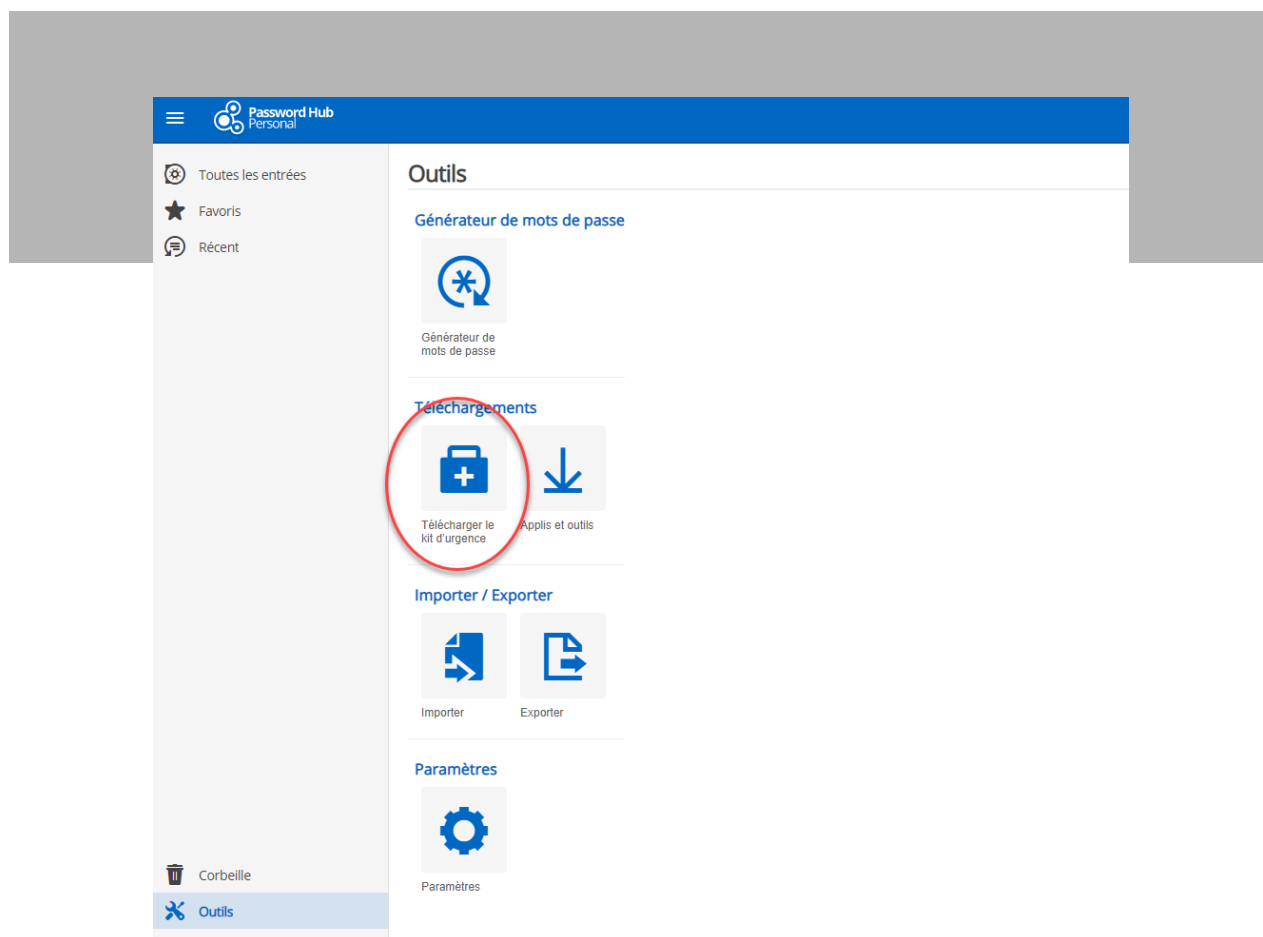 Password Hub
Personal
Toutes les entrées
Favoris
Récent
Outils
Générateur de mots de passe
Générateur de
mots de passe
Téléchargements
Télécharger le
kit d'urgence
Applis et outils
Importer / Exporter
Importer
Exporter
Paramètres
Paramètres
Corbeille
Outils